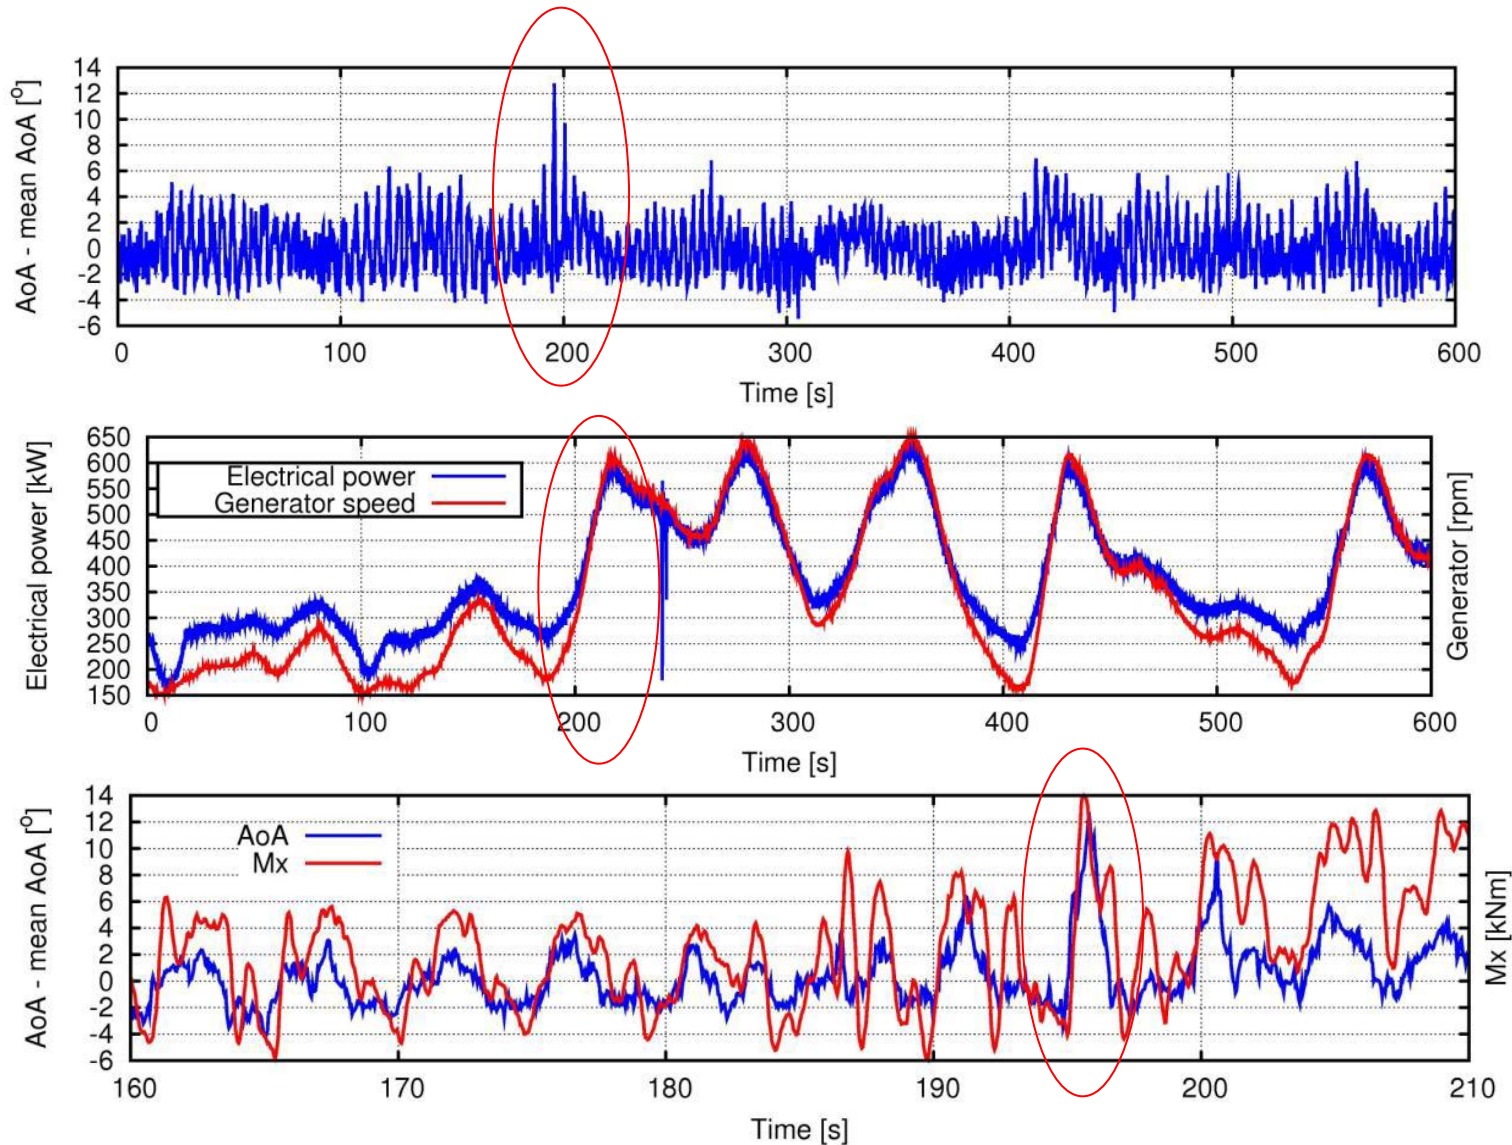 AoA - mean AoA [°]
14
12
10
8
6
4
2
0
-2
-4
-6
0 100 200 300 400 500 600
Time [s]
Electrical power [kW]
650
600
550
500
450
400
350
300
250
200
150
Electrical power
Generator speed
Generator [rpm]
0 100 200 300 400 500 600
Time [s]
AoA - mean AoA [°]
14
12
10
8
6
4
2
0
-2
-4
-6
AoA
Mx
Mx [kNm]
160 170 180 190 200 210
Time [s]